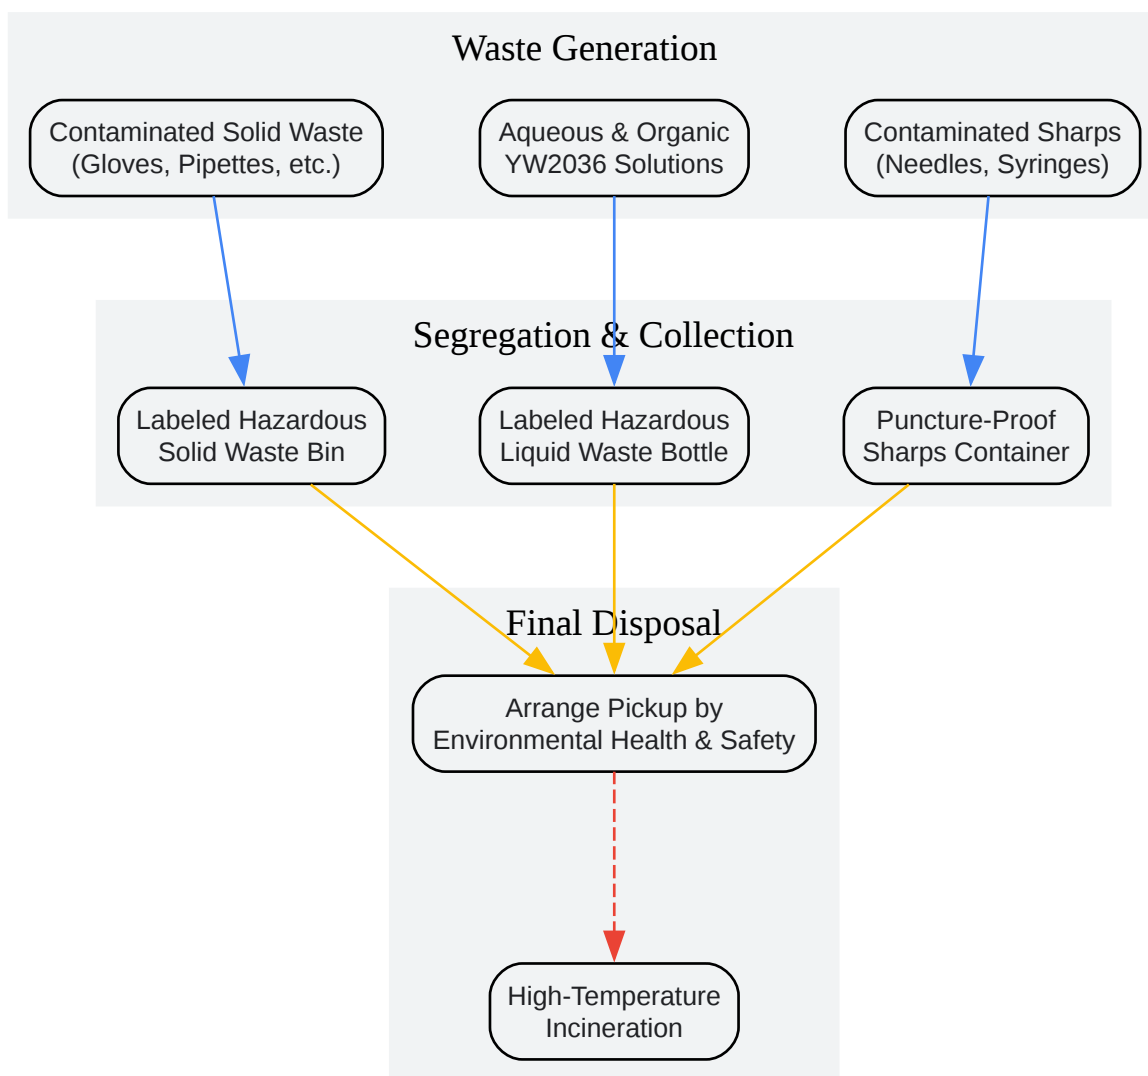 Waste Generation
Contaminated Solid Waste
(Gloves, Pipettes, etc.)
Aqueous & Organic
YW2036 Solutions
Contaminated Sharps
(Needles, Syringes)
Segregation & Collection
Labeled Hazardous
Solid Waste Bin
Labeled Hazardous
Liquid Waste Bottle
Puncture-Proof
Sharps Container
Final Disposal
Arrange Pickup by
Environmental Health & Safety
High-Temperature
Incineration